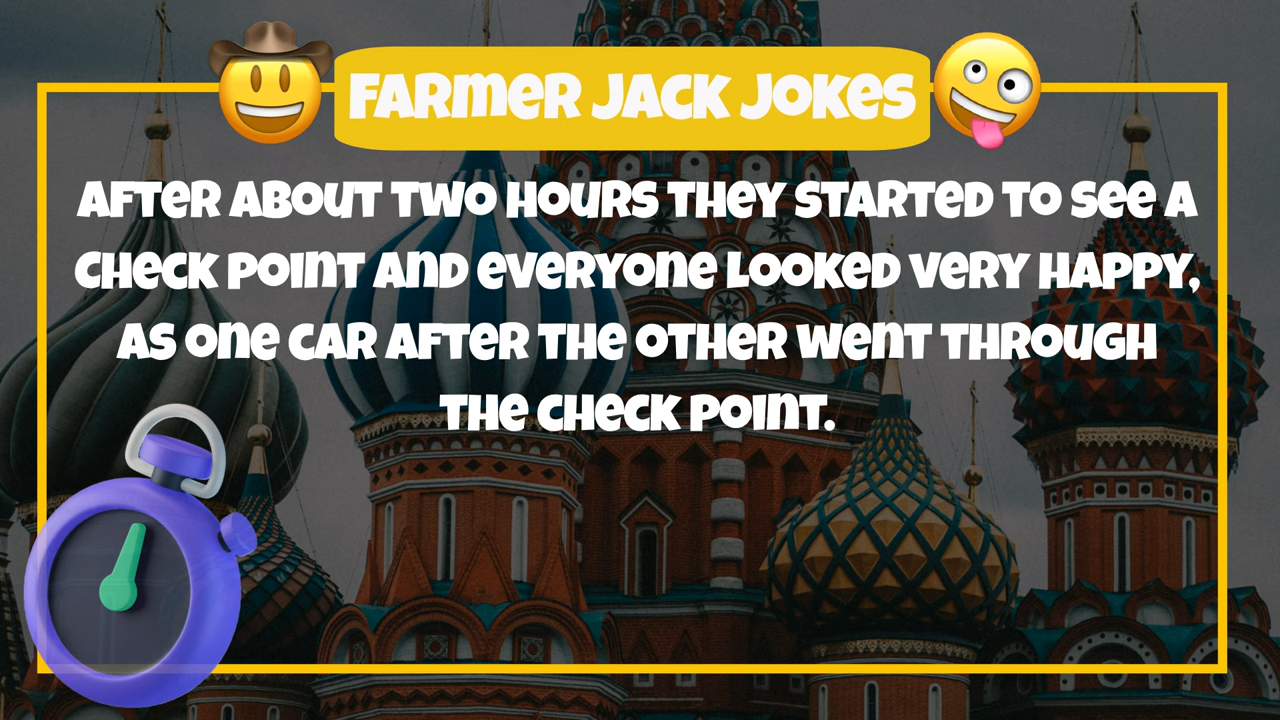 Farmer Jack Jokes
After about two hours they started to see a
check point and everyone looked very happy,
as one car after the other went through
the check point.